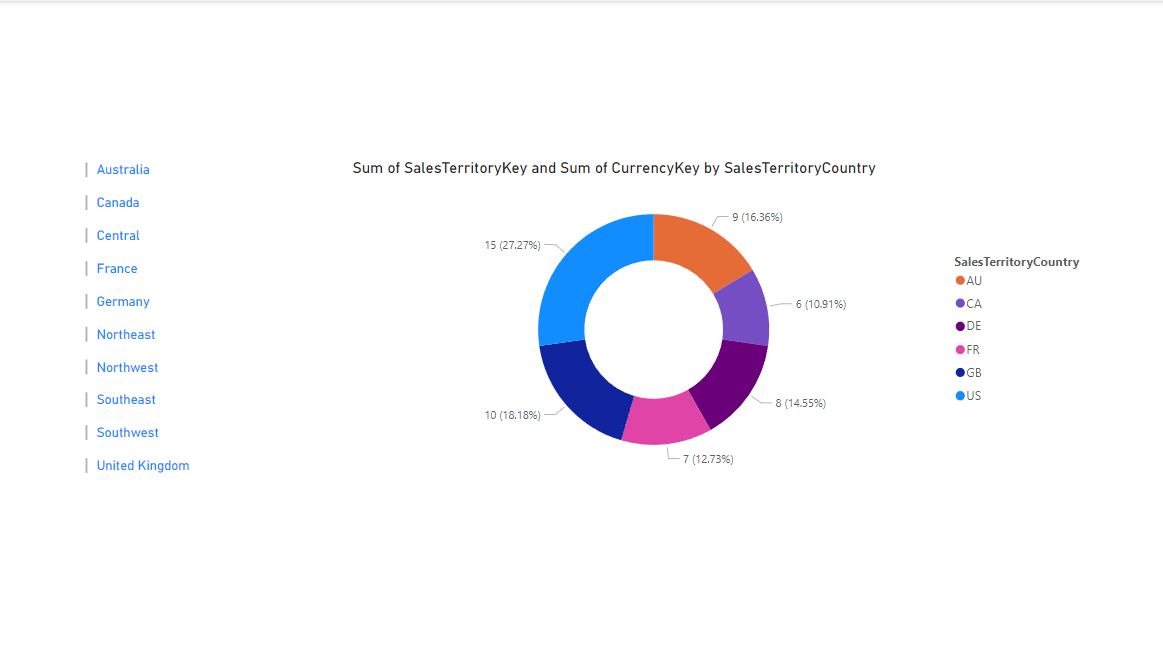 Australia
Canada
Central
France
Germany
Northeast
Northwest
Southeast
Southwest
United Kingdom
Sum of SalesTerritoryKey and Sum of CurrencyKey by SalesTerritoryCountry
9 (16.36%)
6 (10.91%)
8 (14.55%)
7 (12.73%)
10 (18.18%)
15 (27.27%)
SalesTerritoryCountry
AU
CA
DE
FR
GB
US